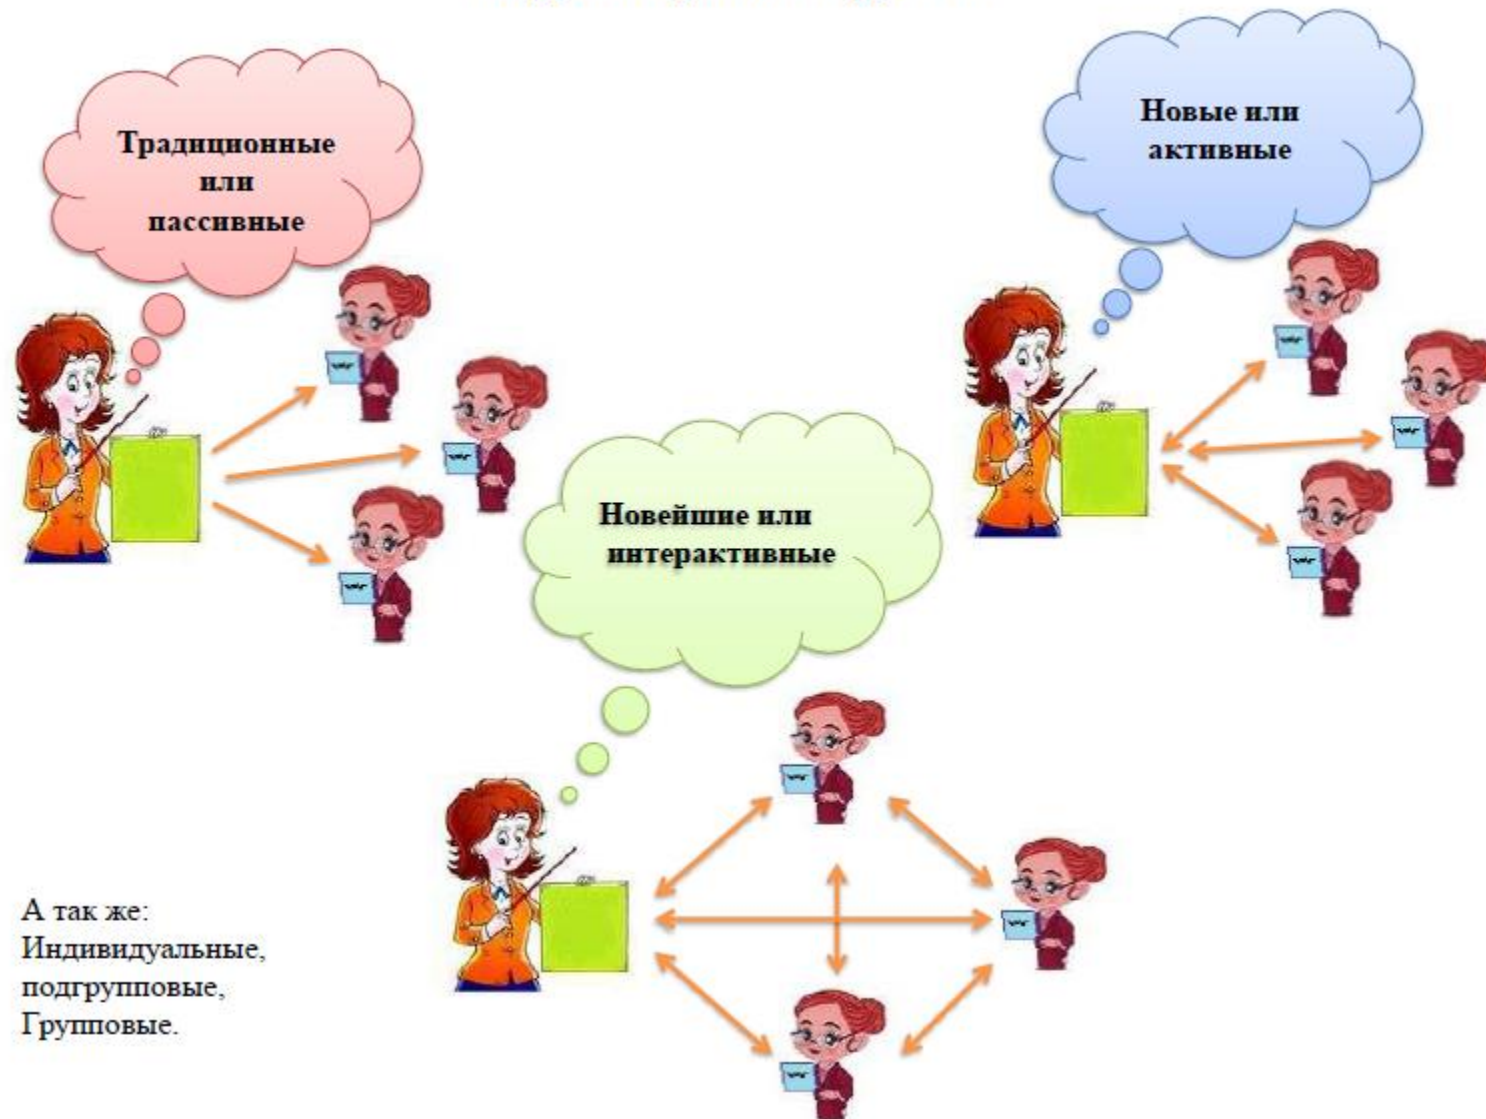 Традиционные
или
пассивные
Новые или
активные
Новейшие или
интерактивные
А так же:
Индивидуальные,
подгрупповые,
Групповые.